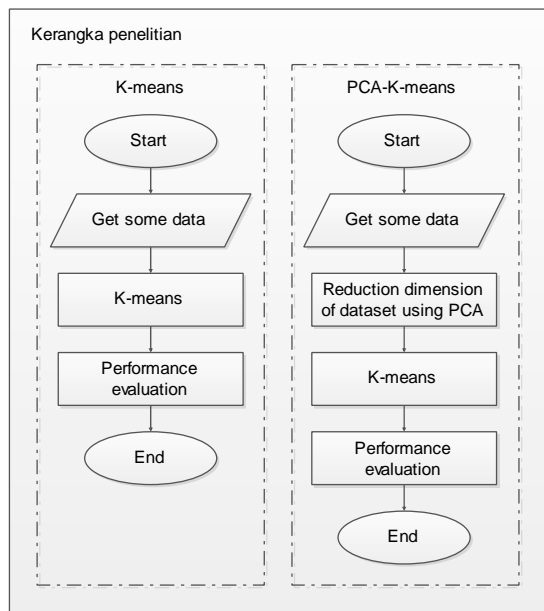 Kerangka penelitian
K-means
Start
Get some data
K-means
Performance
evaluation
End
PCA-K-means
Start
Get some data
Reduction dimension
of dataset using PCA
K-means
Performance
evaluation
End